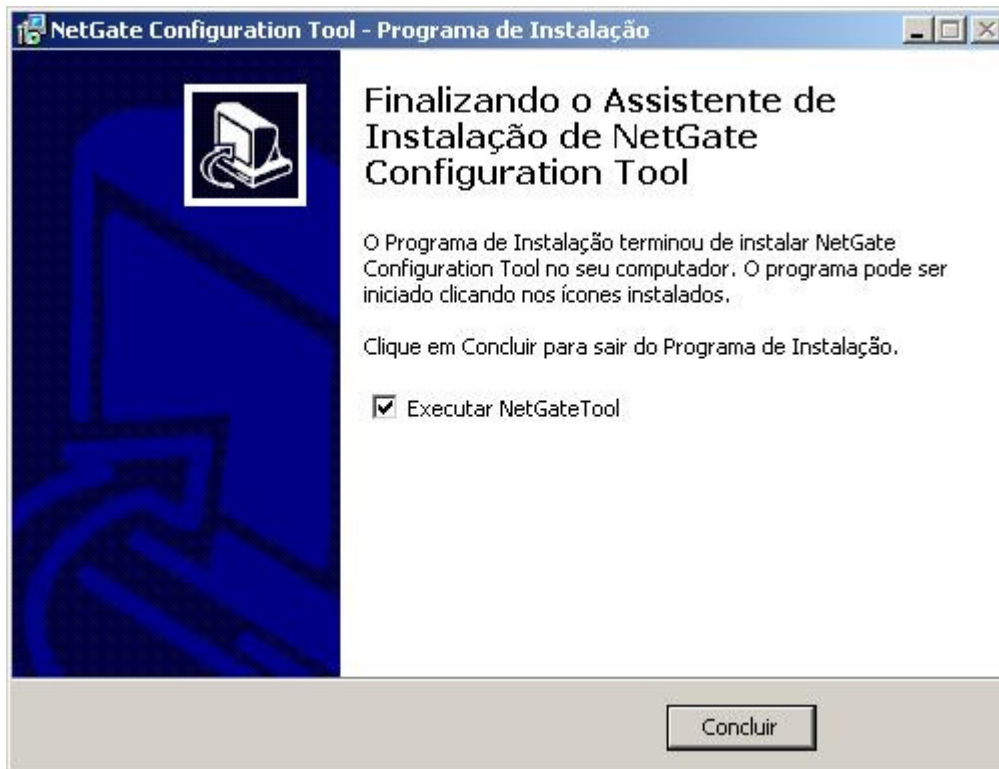 NetGate Configuration Tool - Programa de Instalação
Finalizando o Assistente de
Instalação de NetGate
Configuration Tool
O Programa de Instalação terminou de instalar NetGate
Configuration Tool no seu computador. O programa pode ser
iniciado clicando nos ícones instalados.
Clique em Concluir para sair do Programa de Instalação.
Executar NetGateTool
Concluir